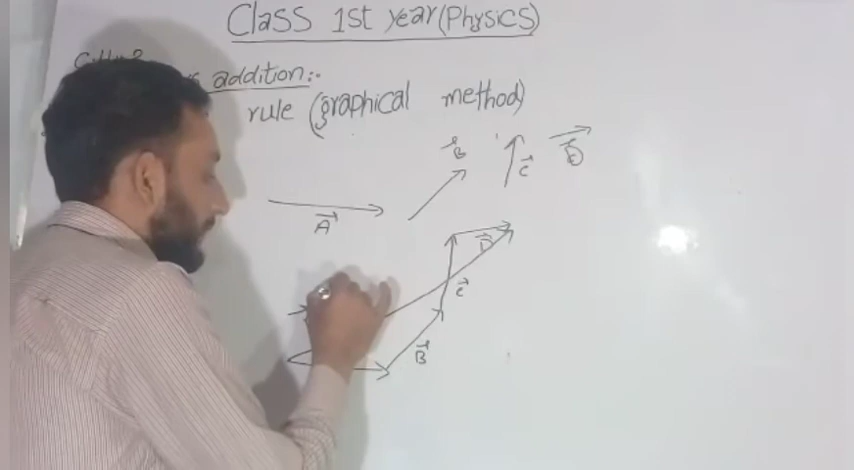 Class 1st year(Physics)
addition:.
rule (graphical method)
B
C
A
D
C
B